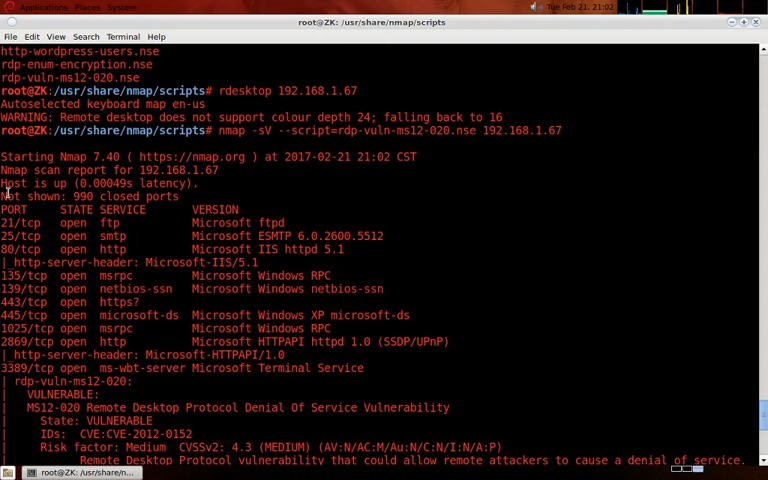 Applications Places System
Tue Feb 21, 21:02
root@ZK: /usr/share/nmap/scripts
File Edit View Search Terminal Help
http-wordpress-users.nse
rdp-enum-encryption.nse
rdp-vuln-ms12-020.nse
root@ZK:/usr/share/nmap/scripts# rdesktop 192.168.1.67
Autoselected keyboard map en-us
WARNING: Remote desktop does not support colour depth 24; falling back to 16
root@ZK:/usr/share/nmap/scripts# nmap -sV --script=rdp-vuln-ms12-020.nse 192.168.1.67
Starting Nmap 7.40 ( https://nmap.org ) at 2017-02-21 21:02 CST
Nmap scan report for 192.168.1.67
Host is up (0.00049s latency).
Not shown: 990 closed ports
PORT STATE SERVICE VERSION
21/tcp open ftp Microsoft ftpd
25/tcp open smtp Microsoft ESMTP 6.0.2600.5512
80/tcp open http Microsoft IIS httpd 5.1
|_http-server-header: Microsoft-IIS/5.1
135/tcp open msrpc Microsoft Windows RPC
139/tcp open netbios-ssn Microsoft Windows netbios-ssn
443/tcp open https?
445/tcp open microsoft-ds Microsoft Windows XP microsoft-ds
1025/tcp open msrpc Microsoft Windows RPC
2869/tcp open http Microsoft HTTPAPI httpd 1.0 (SSDP/UPnP)
|_http-server-header: Microsoft-HTTPAPI/1.0
3389/tcp open ms-wbt-server Microsoft Terminal Service
| rdp-vuln-ms12-020:
| VULNERABLE:
| MS12-020 Remote Desktop Protocol Denial Of Service Vulnerability
| State: VULNERABLE
| IDs: CVE:CVE-2012-0152
| Risk factor: Medium CVSSv2: 4.3 (MEDIUM) (AV:N/AC:M/Au:N/C:N/I:N/A:P)
| Remote Desktop Protocol vulnerability that could allow remote attackers to cause a denial of service.
root@ZK: /usr/share/n...